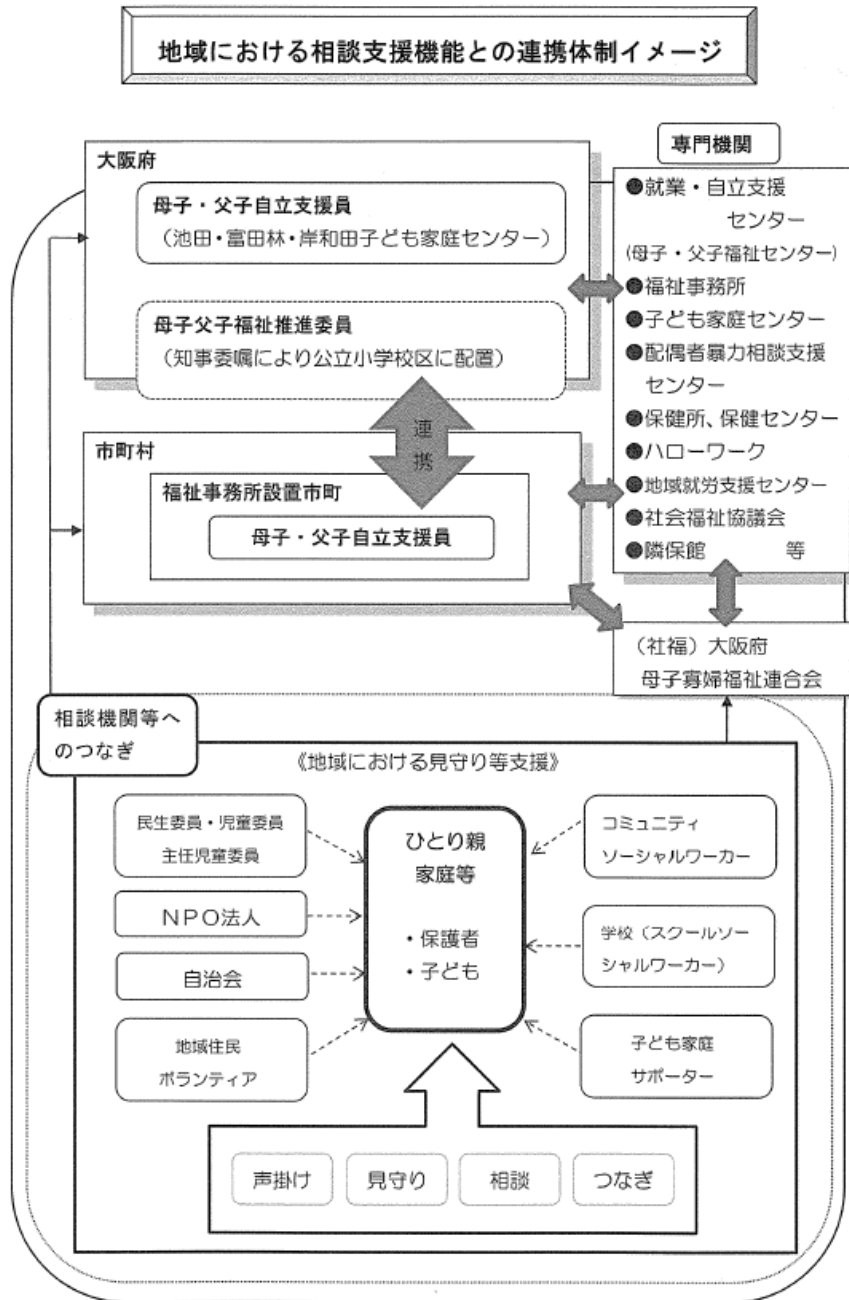 地域における相談支援機能との連携体制イメージ
大阪府
母子・父子自立支援員
（池田・富田林・岸和田子ども家庭センター）
母子父子福祉推進委員
（知事委嘱により公立小学校区に配置）
連
携
市町村
福祉事務所設置市町
母子・父子自立支援員
専門機関
●就業・自立支援
センター
(母子・父子福祉センター)
●福祉事務所
●子ども家庭センター
●配偶者暴力相談支援
センター
●保健所、保健センター
●ハローワーク
●地域就労支援センター
●社会福祉協議会
●隣保館　　　等
（社福）大阪府
母子寡婦福祉連合会
相談機関等へ
のつなぎ
《地域における見守り等支援》
民生委員・児童委員
主任児童委員
ＮＰＯ法人
自治会
地域住民
ボランティア
ひとり親
家庭等
・保護者
・子ども
コミュニティ
ソーシャルワーカー
学校（スクールソー
シャルワーカー）
子ども家庭
サポーター
声掛け
見守り
相談
つなぎ